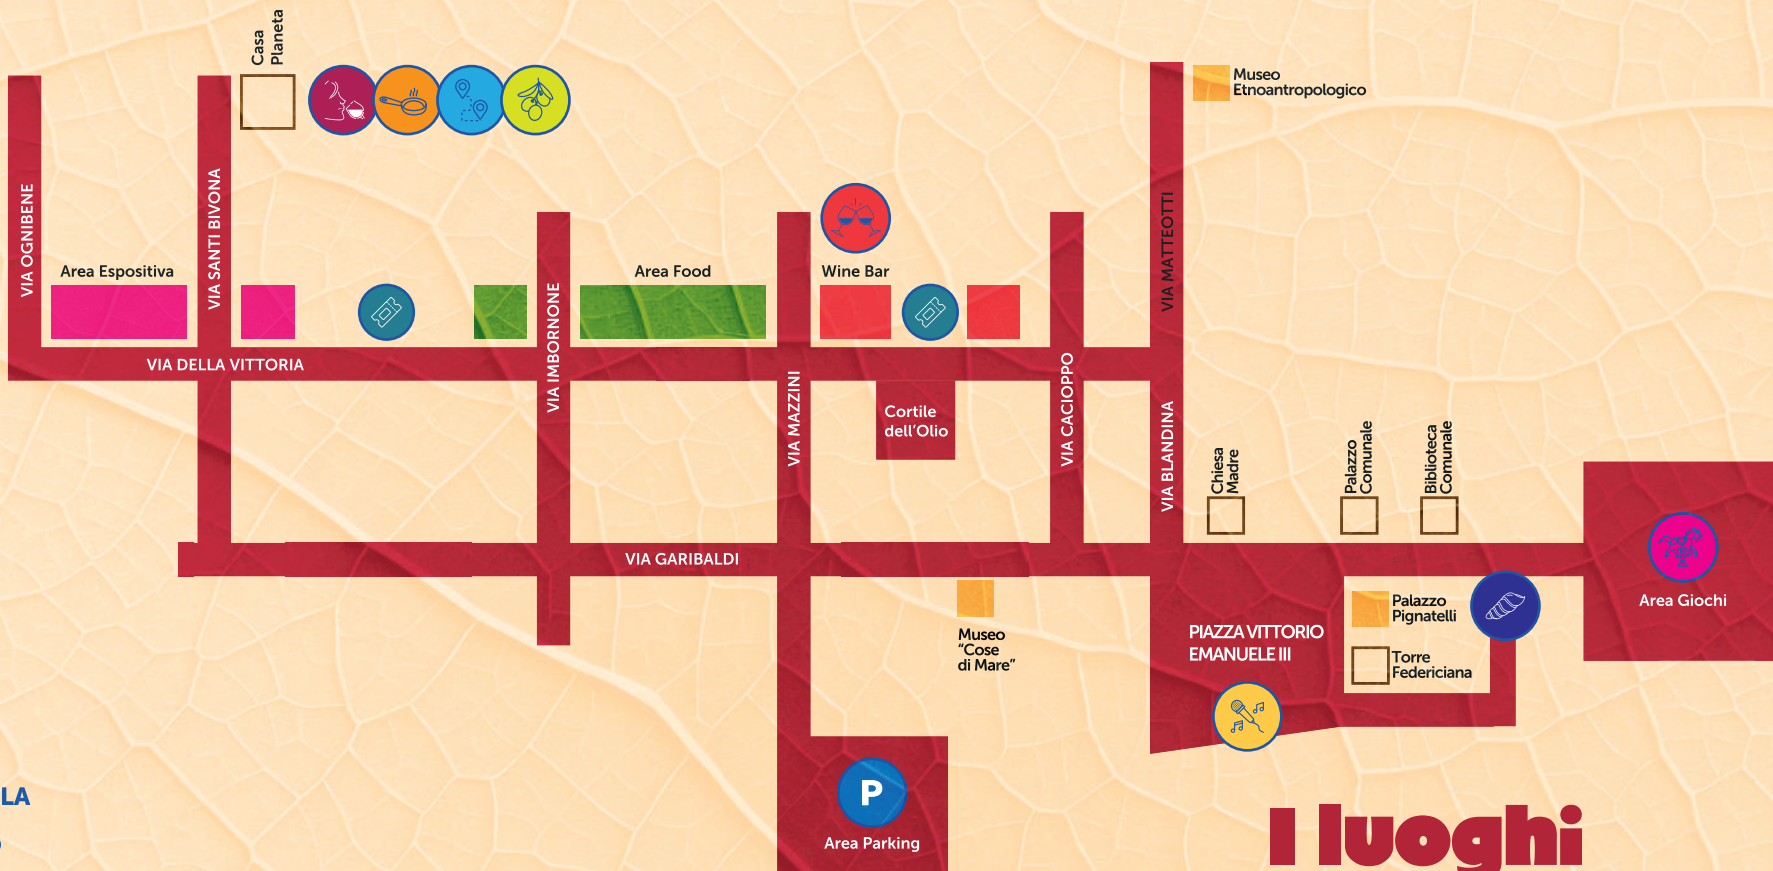 Casa
Planeta
Museo
Etnoantropologico
VIA OGNIBENE
VIA SANTI BIVONA
VIA MATTEOTTI
Area Espositiva
Area Food
Wine Bar
VIA IMBORNONE
VIA DELLA VITTORIA
VIA MAZZINI
VIA CACIOPPO
VIA BLANDINA
Cortile
dell'Olio
Chiesa
Madre
Palazzo
Comunale
Biblioteca
Comunale
VIA GARIBALDI
Area Giochi
Palazzo
Pignatelli
Museo
“Cose
di Mare”
PIAZZA VITTORIO
EMANUELE III
Torre
Federiciana
P
Area Parking
LA
I luoghi